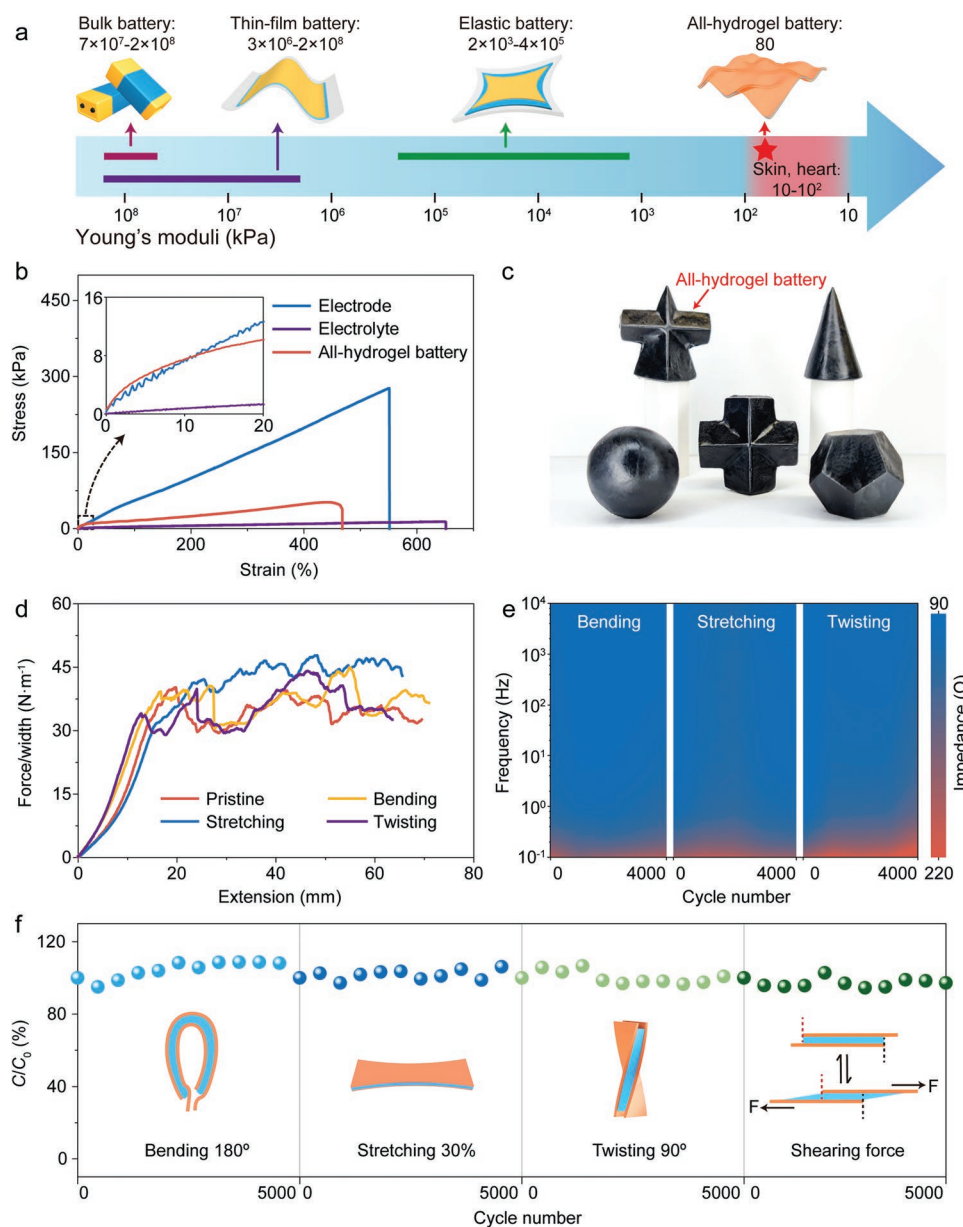 a
Bulk battery:
7×10⁷-2×10⁸
Thin-film battery:
3×10⁶-2×10⁸
Elastic battery:
2×10³-4×10⁵
All-hydrogel battery:
80
Skin, heart:
10-10²
10⁸ 10⁷ 10⁶ 10⁵ 10⁴ 10³ 10² 10
Young's moduli (kPa)
b
Stress (kPa)
450
300
150
0
0 200 400 600
Strain (%)
16
8
0
0 10 20
Electrode
Electrolyte
All-hydrogel battery
c
All-hydrogel battery
d
Force/width (N·m⁻¹)
60
45
30
15
0
0 20 40 60 80
Extension (mm)
Pristine
Stretching
Bending
Twisting
e
Frequency (Hz)
10⁴
10³
10²
10¹
10⁰
10⁻¹
Bending Stretching Twisting
0 4000 0 4000 0 4000
Cycle number
90
Impedance (Ω)
220
f
C/C₀ (%)
120
80
40
0
Bending 180º
Stretching 30%
Twisting 90º
F
F
Shearing force
0 5000 0 5000 0 5000 0 5000
Cycle number